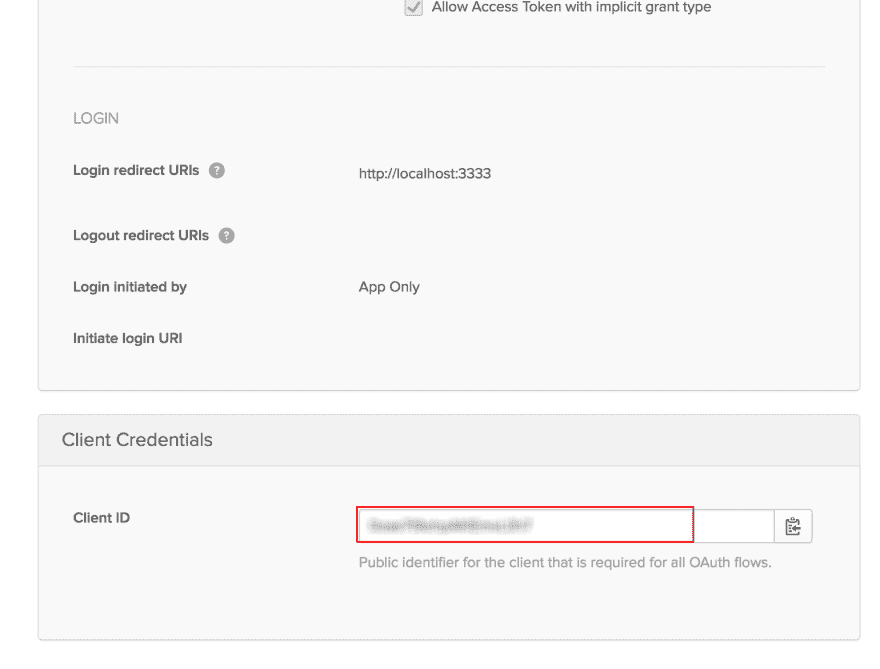 Allow Access Token with implicit grant type
LOGIN
Login redirect URIs ?
http://localhost:3333
Logout redirect URIs ?
Login initiated by
App Only
Initiate login URI
Client Credentials
Client ID
Public identifier for the client that is required for all OAuth flows.